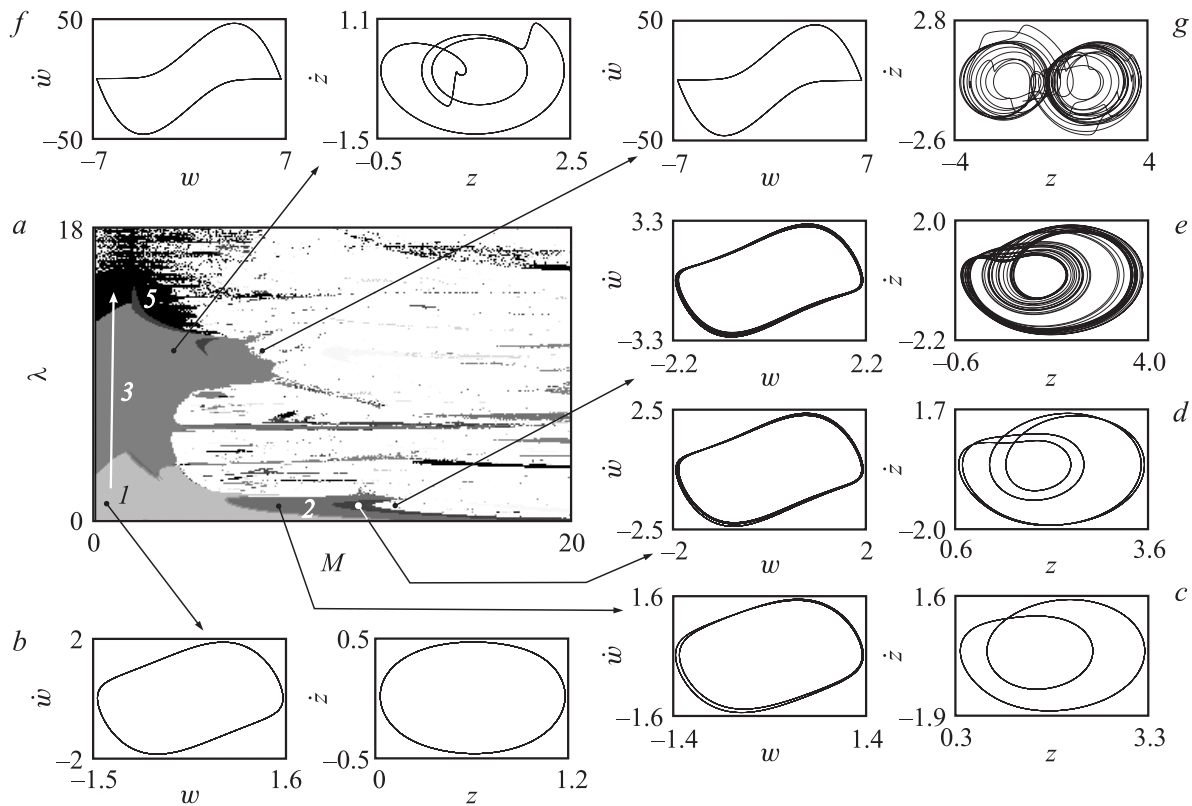 f
50
ẇ
−50
−7
7
w
1.1
ż
−1.5
−0.5
2.5
z
50
ẇ
−50
−7
7
w
2.8
ż
−2.6
−4
4
z
g
a
18
λ
0
0
20
M
1
2
3
5
3.3
ẇ
−3.3
−2.2
2.2
w
2.0
ż
−2.2
−0.6
4.0
z
e
2.5
ẇ
−2.5
−2
2
w
1.7
ż
−2.0
0.6
3.6
z
d
b
2
ẇ
−2
−1.5
1.6
w
0.5
ż
−0.5
0
1.2
z
1.6
ẇ
−1.6
−1.4
1.4
w
1.6
ż
−1.9
0.3
3.3
z
c